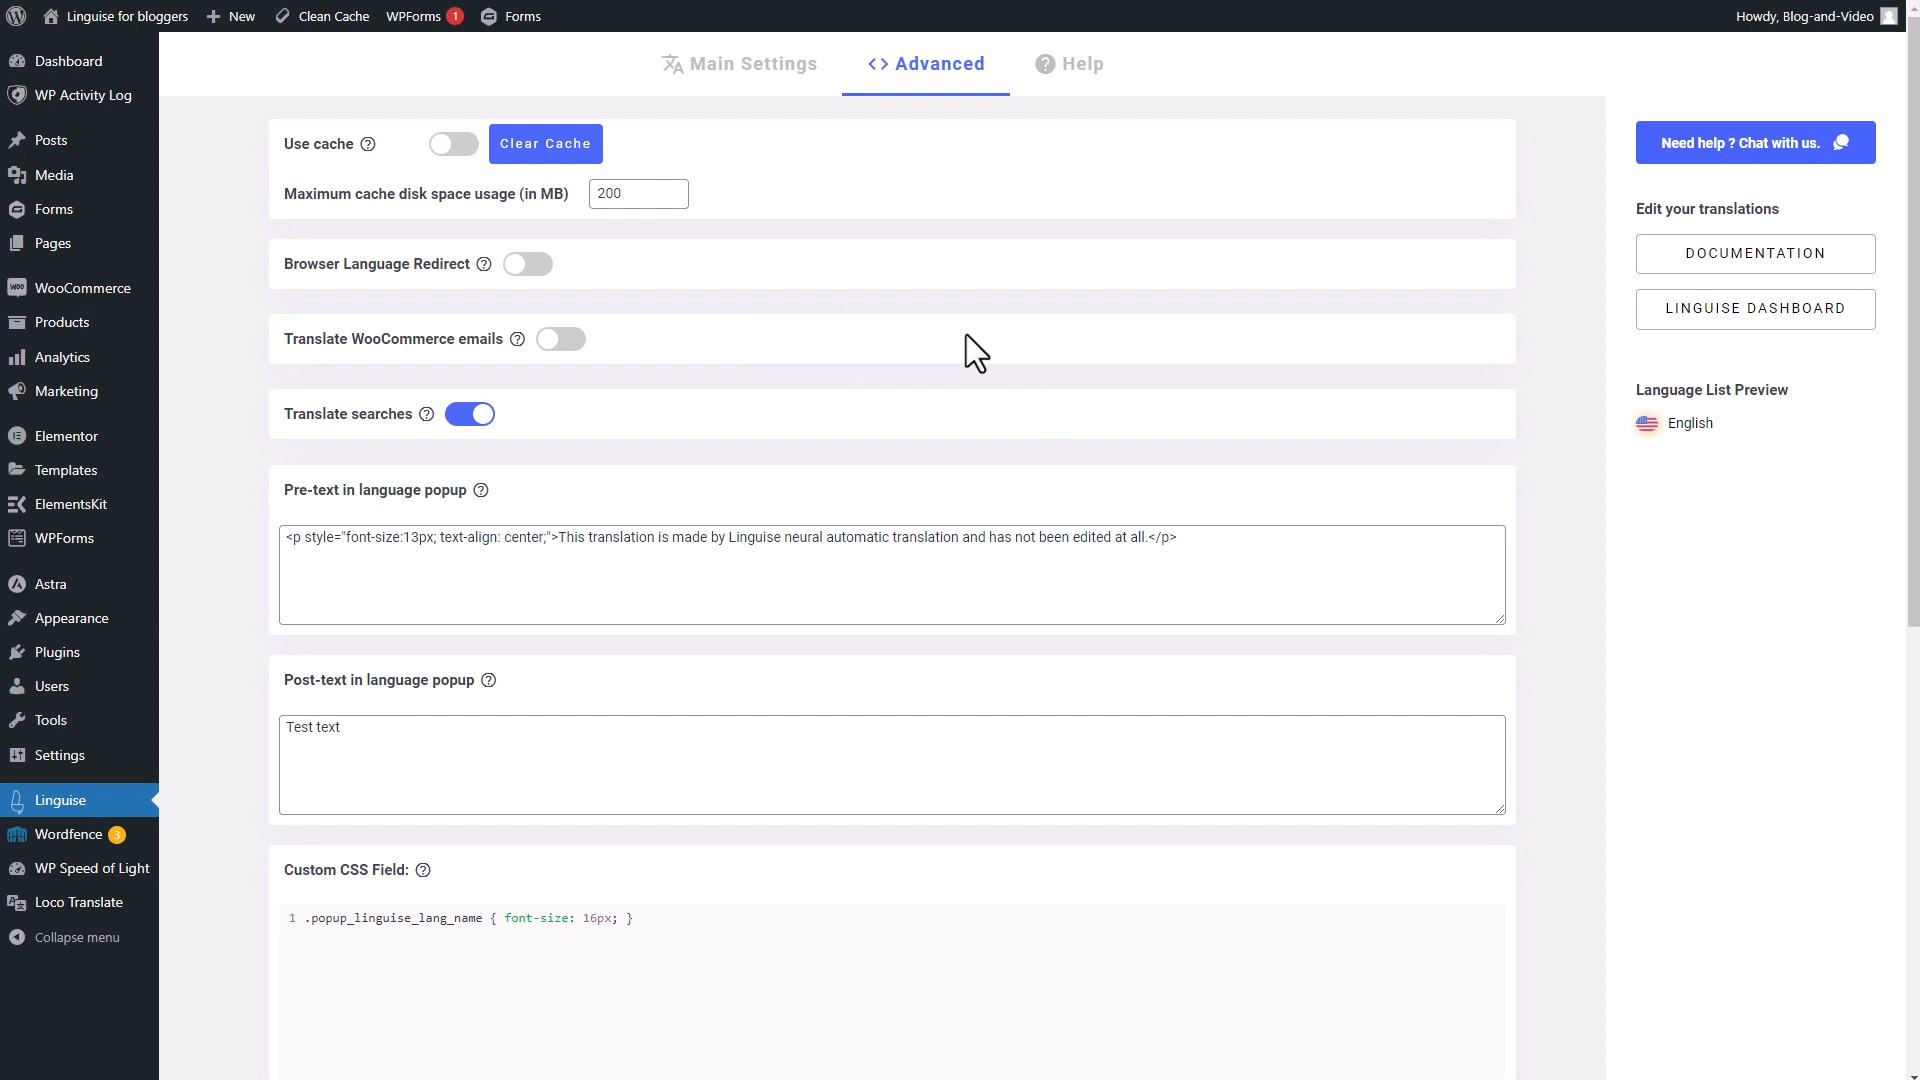 Linguise for bloggers
New
Clean Cache
WPForms 1
Forms
Howdy, Blog-and-Video
Dashboard
WP Activity Log
Posts
Media
Forms
Pages
WooCommerce
Products
Analytics
Marketing
Elementor
Templates
ElementsKit
WPForms
Astra
Appearance
Plugins
Users
Tools
Settings
Linguise
Wordfence 3
WP Speed of Light
Loco Translate
Collapse menu
Main Settings
<> Advanced
? Help
Use cache ?
Clear Cache
Maximum cache disk space usage (in MB) 200
Browser Language Redirect ?
Translate WooCommerce emails ?
Translate searches ?
Pre-text in language popup ?
<p style="font-size:13px; text-align: center;">This translation is made by Linguise neural automatic translation and has not been edited at all.</p>
Post-text in language popup ?
Test text
Custom CSS Field: ?
1 .popup_linguise_lang_name { font-size: 16px; }
Need help ? Chat with us.
Edit your translations
DOCUMENTATION
LINGUISE DASHBOARD
Language List Preview
English